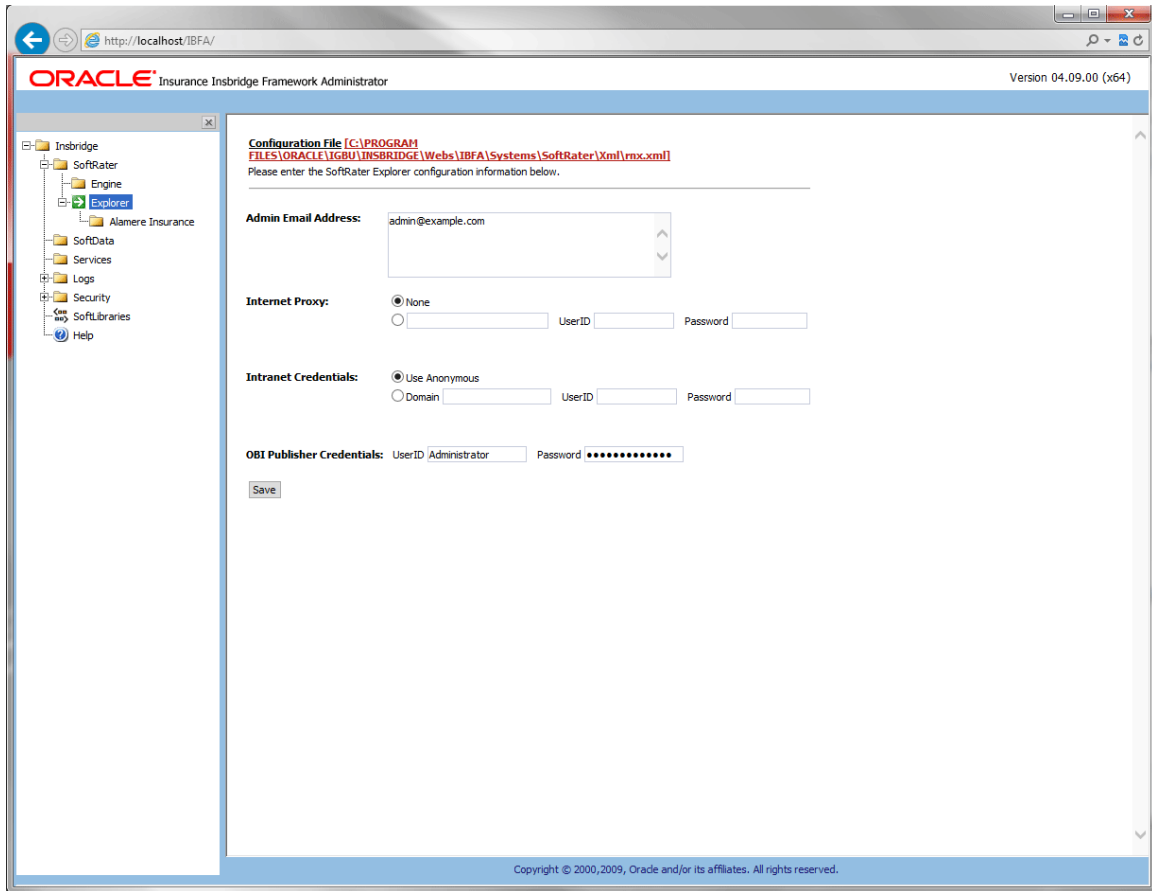 http://localhost/IBFA/
ORACLE Insurance Insbridge Framework Administrator
Version 04.09.00 (x64)
Insbridge
SoftRater
Engine
Explorer
Alamere Insurance
SoftData
Services
Logs
Security
SoftLibraries
Help
Configuration File [C:\PROGRAM
FILES\ORACLE\IGBU\INSBRIDGE\Webs\IBFA\Systems\SoftRater\Xml\rnx.xml]
Please enter the SoftRater Explorer configuration information below.
Admin Email Address: admin@example.com
Internet Proxy: None
UserID Password
Intranet Credentials: Use Anonymous
Domain UserID Password
OBI Publisher Credentials: UserID Administrator Password •••••••••••••
Save
Copyright © 2000,2009, Oracle and/or its affiliates. All rights reserved.